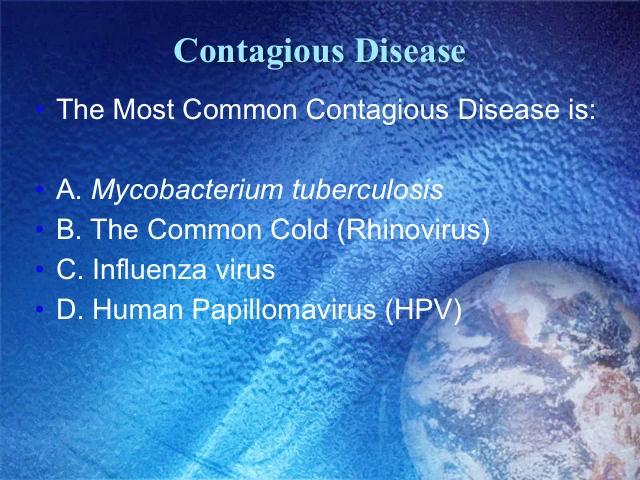 Contagious Disease
• The Most Common Contagious Disease is:
• A. Mycobacterium tuberculosis
• B. The Common Cold (Rhinovirus)
• C. Influenza virus
• D. Human Papillomavirus (HPV)